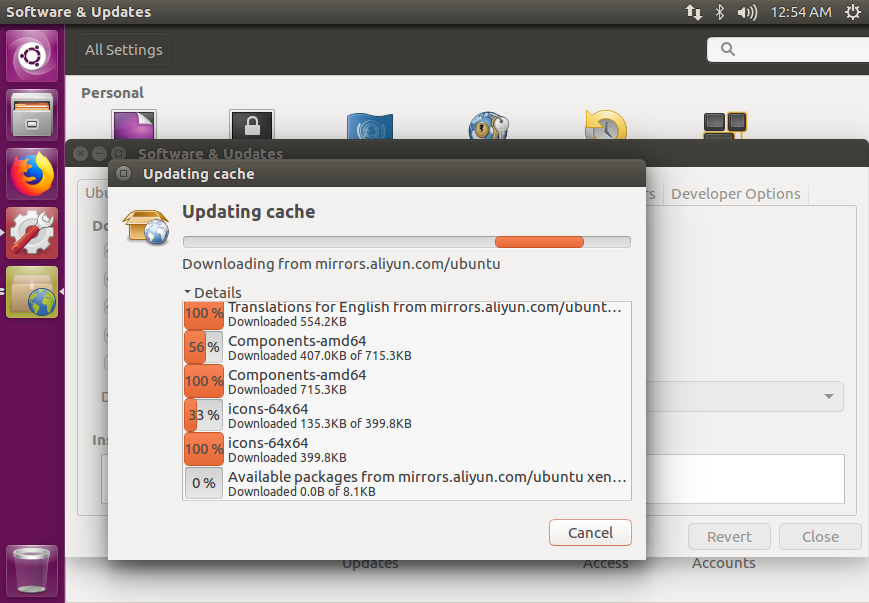 Software & Updates
12:54 AM
All Settings
Personal
Software & Updates
Updating cache
Developer Options
Updating cache
Downloading from mirrors.aliyun.com/ubuntu
Details
100 % Translations for English from mirrors.aliyun.com/ubunt...
Downloaded 554.2KB
56 % Components-amd64
Downloaded 407.0KB of 715.3KB
100 % Components-amd64
Downloaded 715.3KB
33 % icons-64x64
Downloaded 135.3KB of 399.8KB
100 % icons-64x64
Downloaded 399.8KB
0 % Available packages from mirrors.aliyun.com/ubuntu xen...
Downloaded 0.0B of 8.1KB
Cancel
Revert
Close
Updates
Access
Accounts